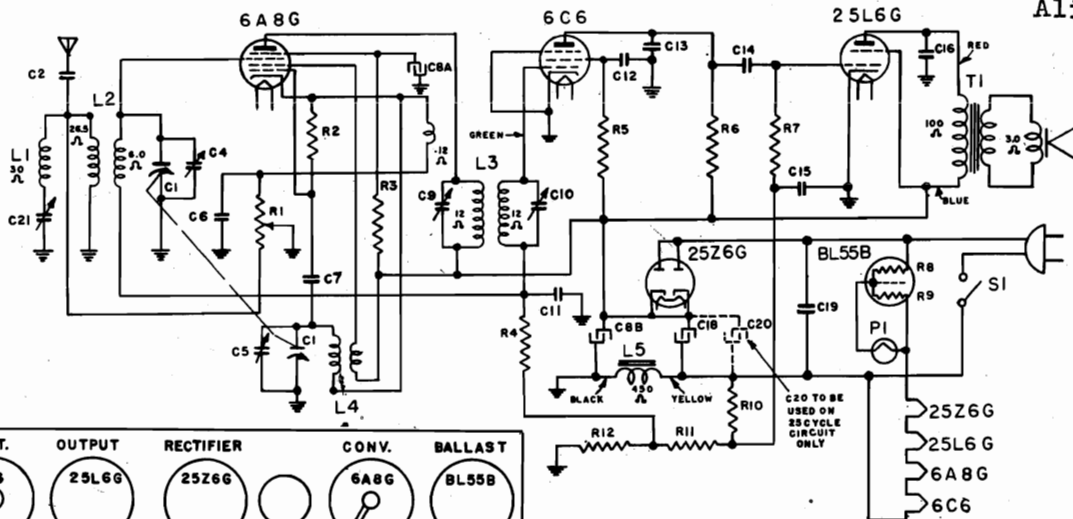 Ali
6A8G
6C6
25L6G
C2
L2
26.5
Ω
6.0
Ω
L1
30
Ω
C21
C4
C1
R2
C8A
.12
Ω
C6
R1
R3
C7
C5
C1
L4
GREEN
L3
C9
12
Ω
12
Ω
C10
C11
R4
C12
C13
R5
R6
C14
R7
C15
C16
RED
T1
100
Ω
3.0
Ω
BLUE
25Z6G
C8B
C18
C20
L5
450
Ω
BLACK
YELLOW
R10
C19
BL55B
R8
R9
P1
S1
C20 TO BE
USED ON
25 CYCLE
CIRCUIT
ONLY
R12
R11
25Z6G
25L6G
6A8G
6C6
T.
OUTPUT
RECTIFIER
CONV.
BALLAST
25L6G
25Z6G
6A8G
BL55B